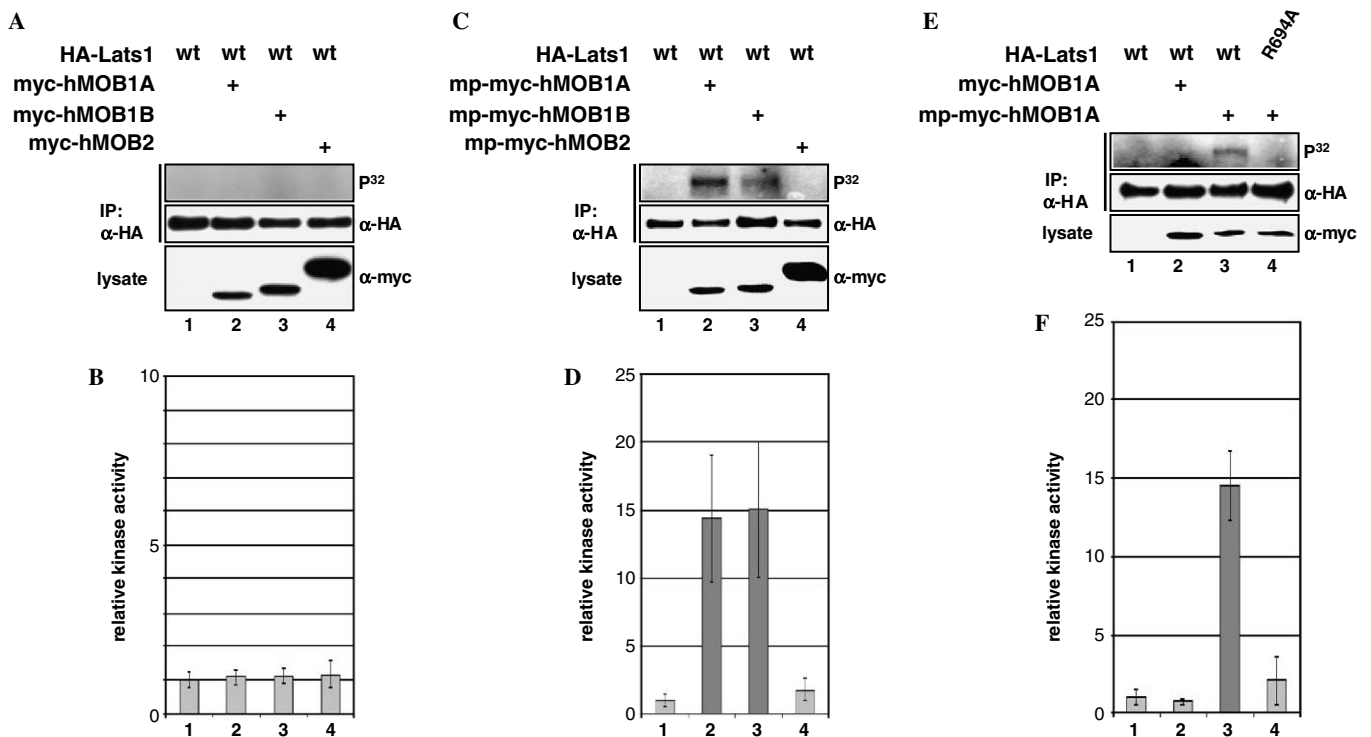 A
HA-Lats1 wt wt wt wt
myc-hMOB1A +
myc-hMOB1B +
myc-hMOB2 +
P32
IP:
α-HA
α-HA
lysate
α-myc
1 2 3 4
B
relative kinase activity
10
5
0
1 2 3 4
C
HA-Lats1 wt wt wt wt
mp-myc-hMOB1A +
mp-myc-hMOB1B +
mp-myc-hMOB2 +
P32
IP:
α-HA
α-HA
lysate
α-myc
1 2 3 4
D
relative kinase activity
25
20
15
10
5
0
1 2 3 4
E
HA-Lats1 wt wt wt R694A
myc-hMOB1A +
mp-myc-hMOB1A + +
P32
IP:
α-HA
α-HA
lysate
α-myc
1 2 3 4
F
relative kinase activity
25
20
15
10
5
0
1 2 3 4